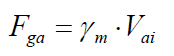 F_ga = γ_m · V_ai